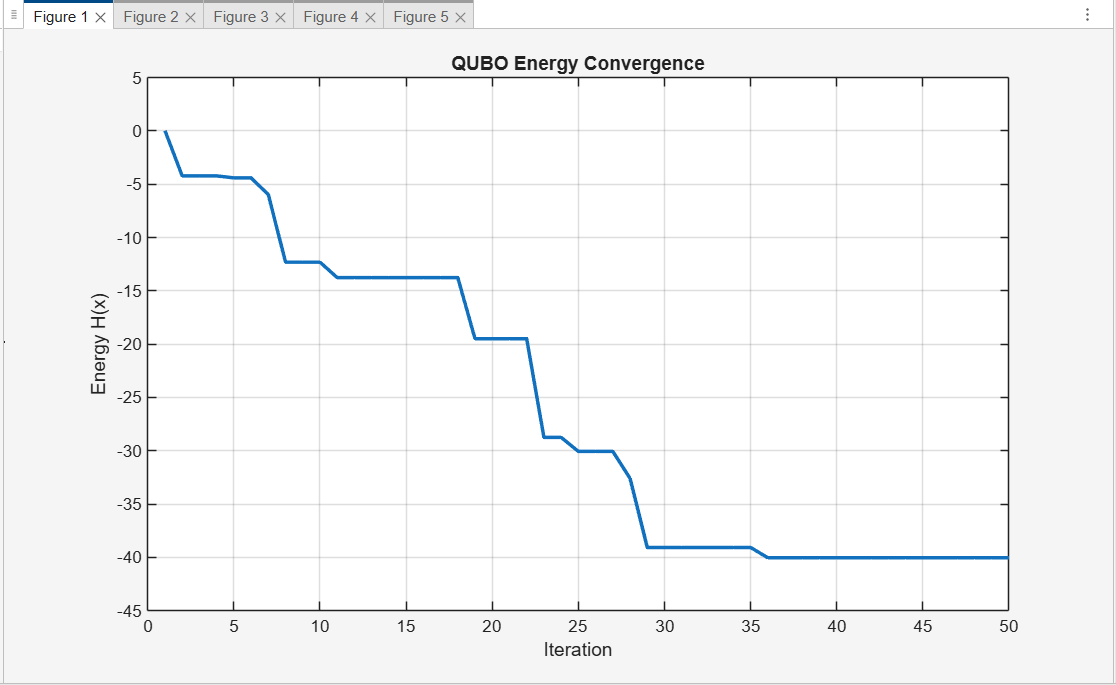 Figure 1 × Figure 2 × Figure 3 × Figure 4 × Figure 5 ×
QUBO Energy Convergence
5
0
-5
-10
-15
-20
-25
-30
-35
-40
-45
Energy H(x)
0 5 10 15 20 25 30 35 40 45 50
Iteration